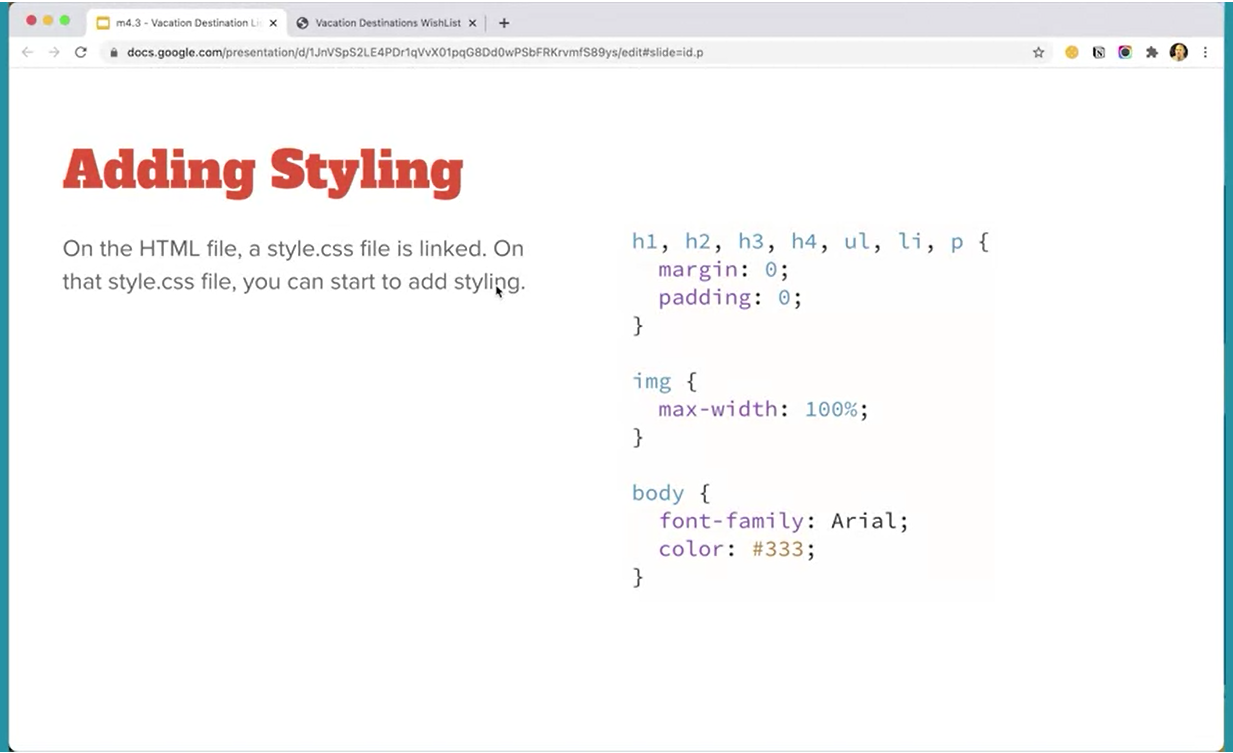 m4.3 - Vacation Destination Li
Vacation Destinations WishList
docs.google.com/presentation/d/1JnVSpS2LE4PDr1qVvX01pqG8Dd0wPSbFRKrvmfS89ys/edit#slide=id.p
Adding Styling
On the HTML file, a style.css file is linked. On
that style.css file, you can start to add styling.
h1, h2, h3, h4, ul, li, p {
margin: 0;
padding: 0;
}
img {
max-width: 100%;
}
body {
font-family: Arial;
color: #333;
}